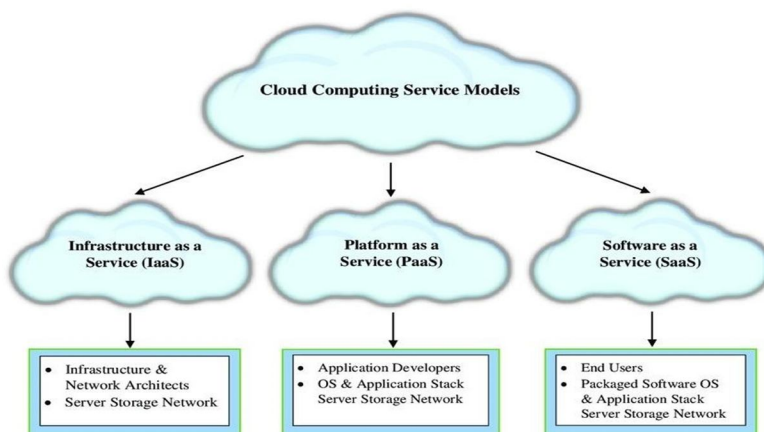 Cloud Computing Service Models
Infrastructure as a
Service (IaaS)
Platform as a
Service (PaaS)
Software as a
Service (SaaS)
• Infrastructure &
Network Architects
• Server Storage Network
• Application Developers
• OS & Application Stack
Server Storage Network
• End Users
• Packaged Software OS
& Application Stack
Server Storage Network